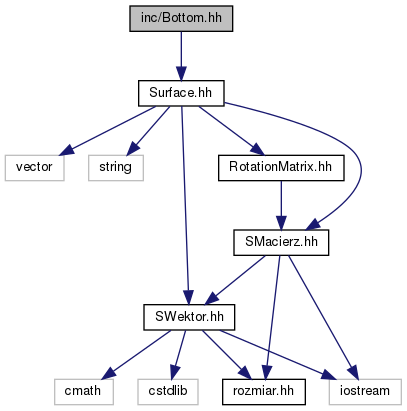 inc/Bottom.hh
Surface.hh
vector
string
RotationMatrix.hh
SMacierz.hh
SWektor.hh
cmath
cstdlib
rozmiar.hh
iostream